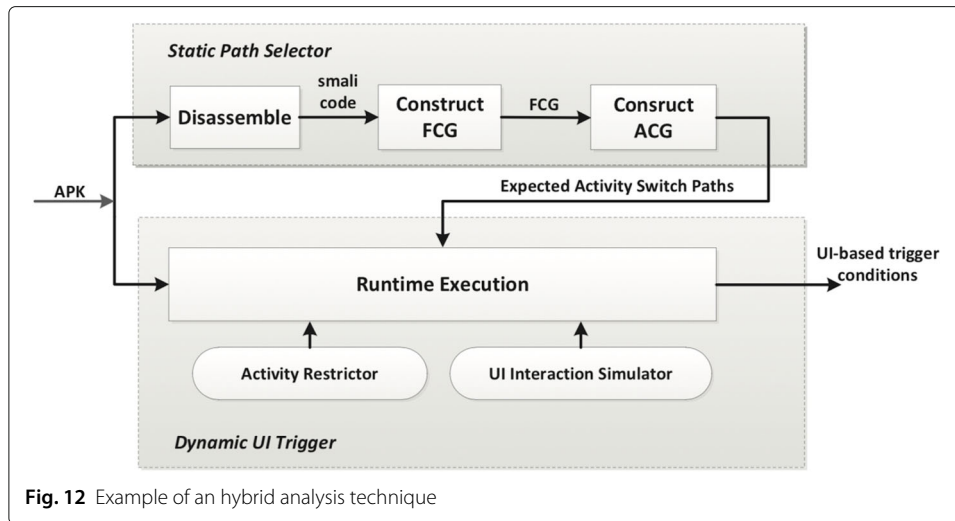 Static Path Selector
smali
code
Disassemble
Construct
FCG
FCG
Consruct
ACG
APK
Expected Activity Switch Paths
UI-based trigger
conditions
Runtime Execution
Activity Restrictor
UI Interaction Simulator
Dynamic UI Trigger
Fig. 12 Example of an hybrid analysis technique